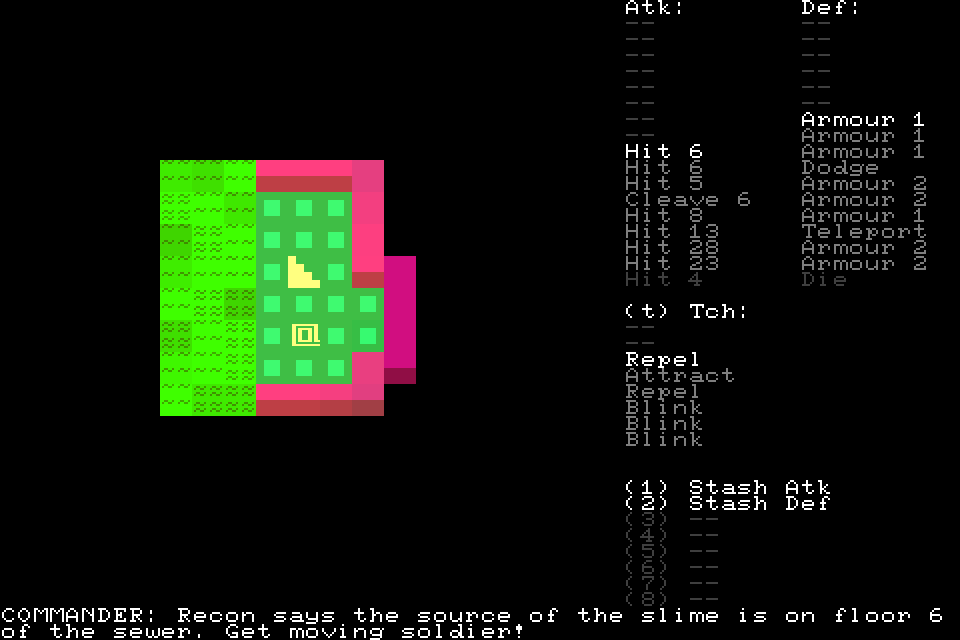 Atk: Def:
-- --
-- --
-- --
-- --
-- --
-- --
-- Armour 1
-- Armour 1
Hit 6 Armour 1
Hit 6 Dodge
Hit 5 Armour 2
Cleave 6 Armour 2
Hit 8 Armour 1
Hit 13 Teleport
Hit 28 Armour 2
Hit 23 Armour 2
Hit 4 Die
(t) Tch:
--
--
Repel
Attract
Repel
Blink
Blink
Blink
(1) Stash Atk
(2) Stash Def
(3) --
(4) --
(5) --
(6) --
(7) --
(8) --
@
COMMANDER: Recon says the source of the slime is on floor 6
of the sewer. Get moving soldier!